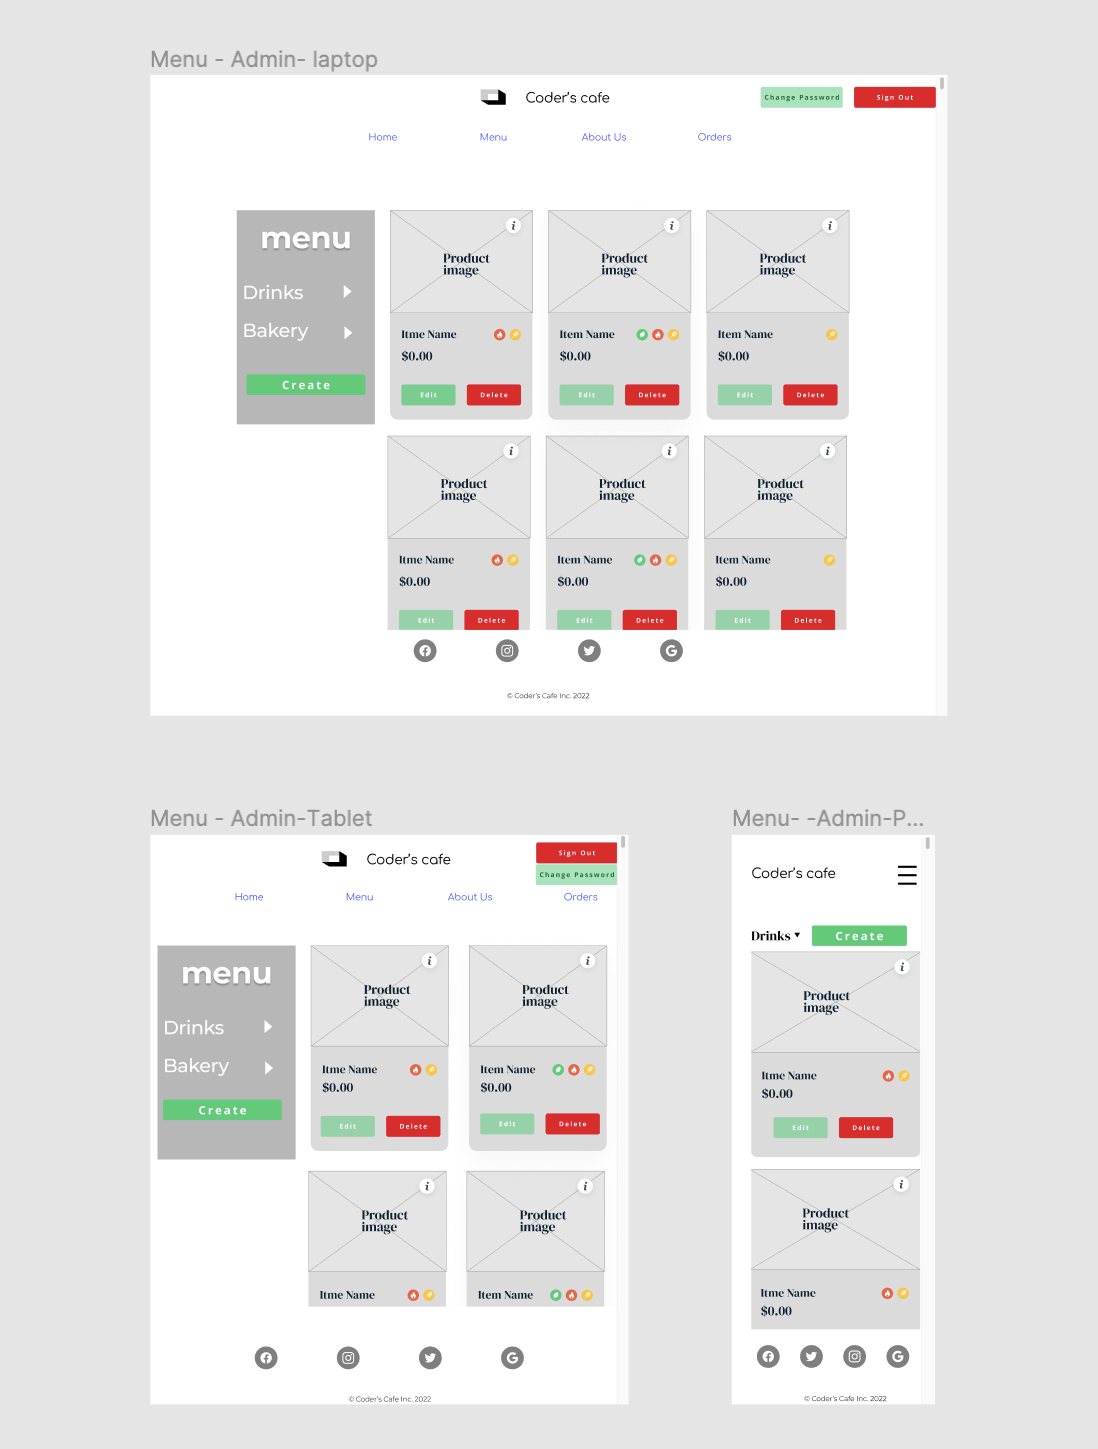 Menu - Admin- laptop
Coder's cafe
Change Password
Sign Out
Home
Menu
About Us
Orders
menu
Drinks
Bakery
Create
i
Product
image
Itme Name
$0.00
Edit
Delete
i
Product
image
Item Name
$0.00
Edit
Delete
i
Product
image
Item Name
$0.00
Edit
Delete
i
Product
image
Itme Name
$0.00
Edit
Delete
i
Product
image
Item Name
$0.00
Edit
Delete
i
Product
image
Item Name
$0.00
Edit
Delete
© Coder's Cafe Inc. 2022
Menu - Admin-Tablet
Coder's cafe
Sign Out
Change Password
Home
Menu
About Us
Orders
menu
Drinks
Bakery
Create
i
Product
image
Itme Name
$0.00
Edit
Delete
i
Product
image
Item Name
$0.00
Edit
Delete
i
Product
image
Itme Name
i
Product
image
Item Name
© Coder's Cafe Inc. 2022
Menu- -Admin-P...
Coder's cafe
Drinks
Create
i
Product
image
Itme Name
$0.00
Edit
Delete
i
Product
image
Itme Name
$0.00
© Coder's Cafe Inc. 2022